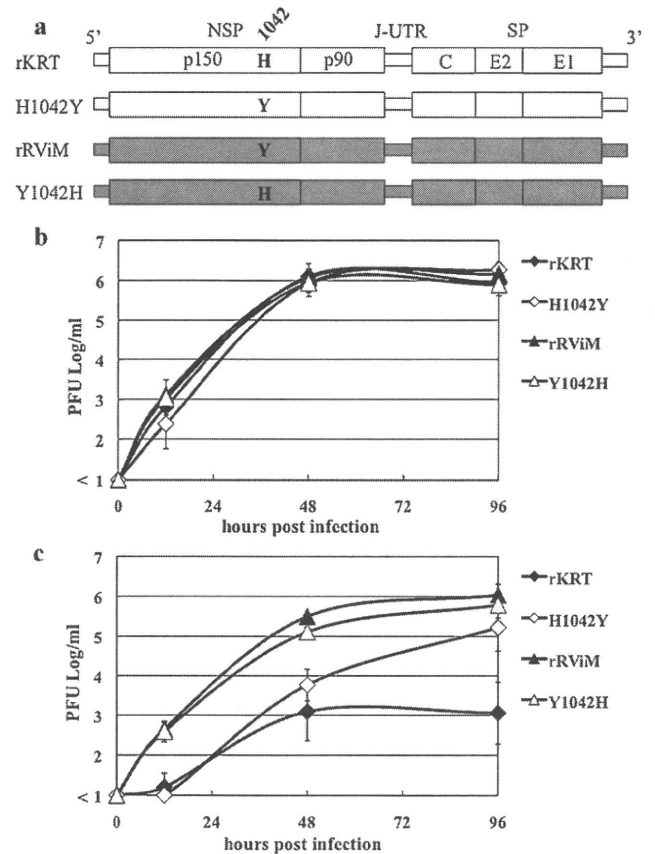 a
5' NSP 1042 J-UTR SP 3'
rKRT p150 H p90 C E2 E1
H1042Y Y
rRViM Y
Y1042H H
b
7
6
5
4
3
2
< 1
PFU Log/ml
0 24 48 72 96
hours post infection
rKRT
H1042Y
rRViM
Y1042H
c
7
6
5
4
3
2
< 1
PFU Log/ml
0 24 48 72 96
hours post infection
rKRT
H1042Y
rRViM
Y1042H